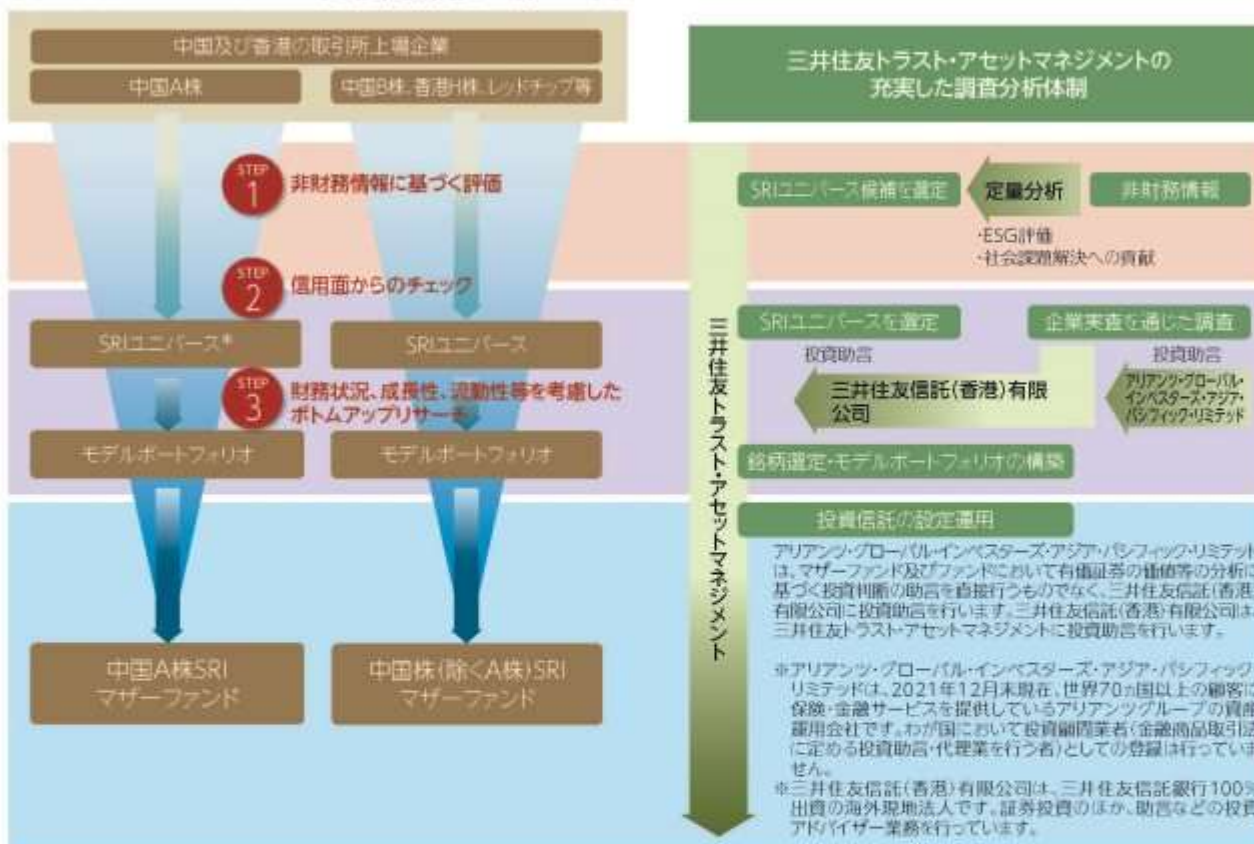 中国及び香港の取引所上場企業
中国A株
中国B株、香港H株、レッドチップ等
STEP
1
非財務情報に基づく評価
STEP
2
信用面からのチェック
SRIユニバース*
SRIユニバース
STEP
3
財務状況、成長性、流動性等を考慮した
ボトムアップリサーチ
モデルポートフォリオ
モデルポートフォリオ
中国A株SRI
マザーファンド
中国株(除くA株)SRI
マザーファンド
三井住友トラスト・アセットマネジメントの
充実した調査分析体制
三井住友トラスト・アセットマネジメント
SRIユニバース候補を選定
定量分析
非財務情報
・ESG評価
・社会課題解決への貢献
SRIユニバースを選定
企業実査を通じた調査
投資助言
投資助言
三井住友信託(香港)有限
公司
アリアンツ・グローバル・
インベスターズ・アジア・
パシフィック・リミテッド
銘柄選定・モデルポートフォリオの構築
投資信託の設定運用
アリアンツ・グローバル・インベスターズ・アジア・パシフィック・リミテッド
は、マザーファンド及びファンドにおいて有価証券の価値等の分析に
基づく投資判断の助言を直接行うものでなく、三井住友信託(香港)
有限公司に投資助言を行います。三井住友信託(香港)有限公司は、
三井住友トラスト・アセットマネジメントに投資助言を行います。
※アリアンツ・グローバル・インベスターズ・アジア・パシフィック・
リミテッドは、2021年12月末現在、世界70ヵ国以上の顧客に
保険・金融サービスを提供しているアリアンツグループの資産
運用会社です。わが国において投資顧問業者(金融商品取引法
に定める投資助言・代理業を行う者)としての登録は行っていま
せん。
※三井住友信託(香港)有限公司は、三井住友信託銀行100%
出資の海外現地法人です。証券投資のほか、助言などの投資
アドバイザー業務を行っています。